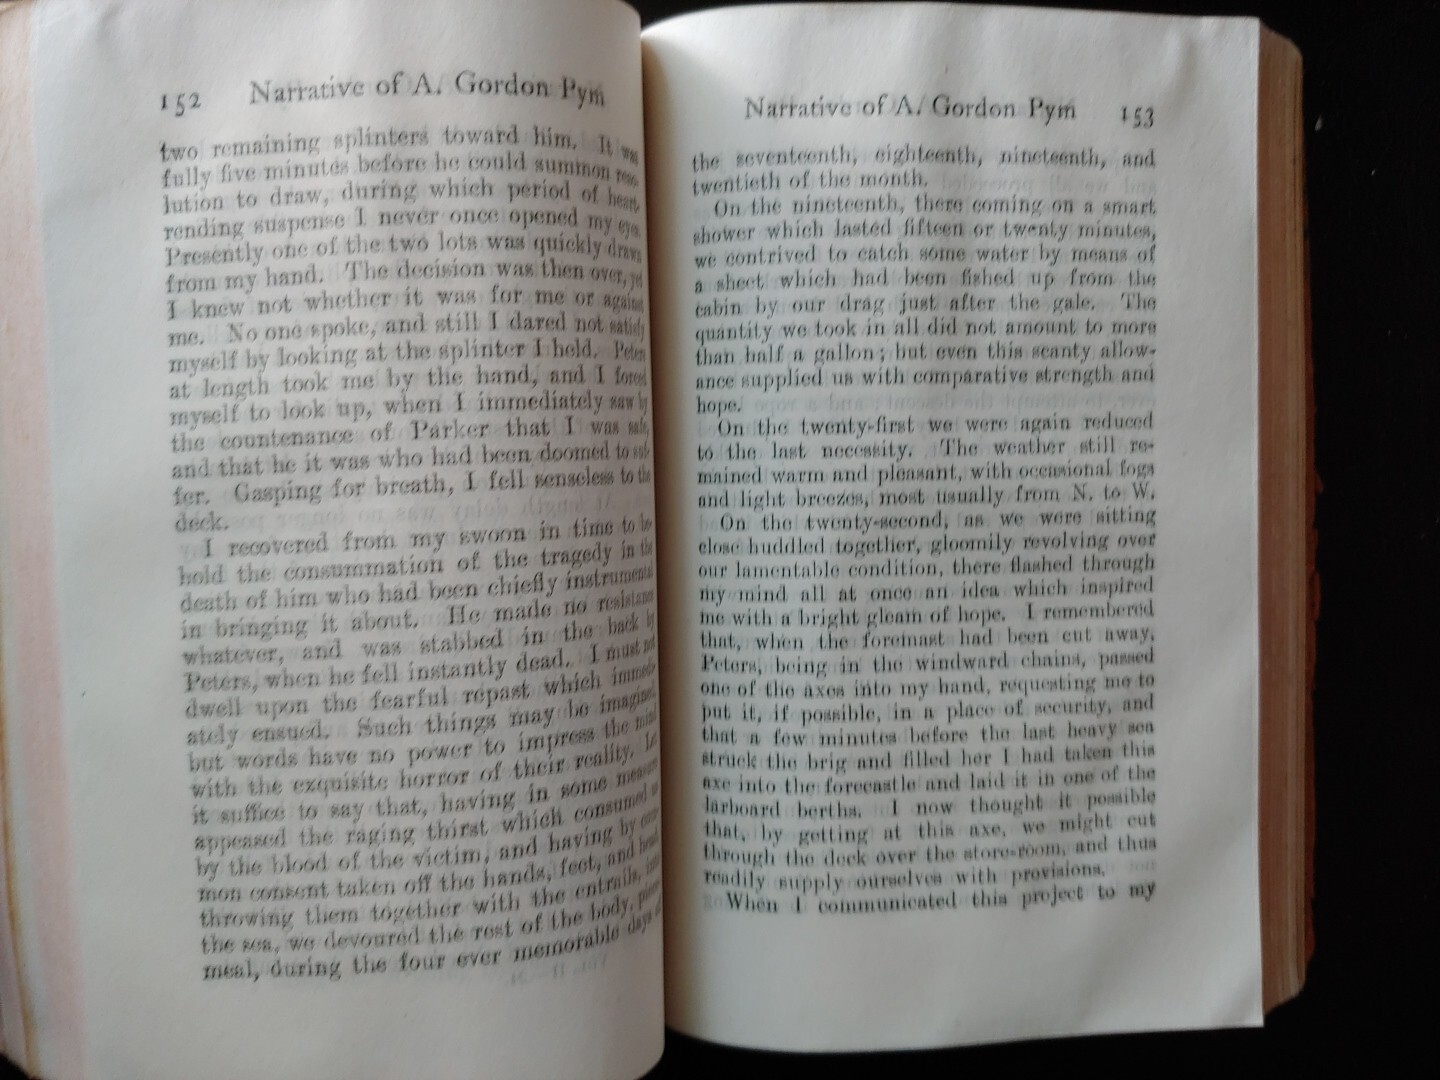 152 Narrative of A. Gordon Pym
two remaining splinters toward him. It was
fully five minutes before he could summon reso-
lution to draw, during which period of heart-
rending suspense I never once opened my eyes.
Presently one of the two lots was quickly drawn
from my hand. The decision was then over, yet
I knew not whether it was for me or against
me. No one spoke, and still I dared not satisfy
myself by looking at the splinter I held. Peters
at length took me by the hand, and I forced
myself to look up, when I immediately saw by
the countenance of Parker that I was safe,
and that he it was who had been doomed to suf-
fer. Gasping for breath, I fell senseless to the
deck.
I recovered from my swoon in time to be-
hold the consummation of the tragedy in the
death of him who had been chiefly instrumental
in bringing it about. He made no resistance
whatever, and was stabbed in the back by
Peters, when he fell instantly dead. I must not
dwell upon the fearful repast which immedi-
ately ensued. Such things may be imagined,
but words have no power to impress the mind
with the exquisite horror of their reality. Let
it suffice to say that, having in some measure
appeased the raging thirst which consumed us
by the blood of the victim, and having by com-
mon consent taken off the hands, feet, and head,
throwing them together with the entrails, into
the sea, we devoured the rest of the body, piece
meal, during the four ever memorable days of
Narrative of A. Gordon Pym 153
the seventeenth, eighteenth, nineteenth, and
twentieth of the month.
On the nineteenth, there coming on a smart
shower which lasted fifteen or twenty minutes,
we contrived to catch some water by means of
a sheet which had been fished up from the
cabin by our drag just after the gale. The
quantity we took in all did not amount to more
than half a gallon; but even this scanty allow-
ance supplied us with comparative strength and
hope.
On the twenty-first we were again reduced
to the last necessity. The weather still re-
mained warm and pleasant, with occasional fogs
and light breezes, most usually from N. to W.
On the twenty-second, as we were sitting
close huddled together, gloomily revolving over
our lamentable condition, there flashed through
my mind all at once an idea which inspired
me with a bright gleam of hope. I remembered
that, when the foremast had been cut away,
Peters, being in the windward chains, passed
one of the axes into my hand, requesting me to
put it, if possible, in a place of security, and
that a few minutes before the last heavy sea
struck the brig and filled her I had taken this
axe into the forecastle and laid it in one of the
larboard berths. I now thought it possible
that, by getting at this axe, we might cut
through the deck over the store-room, and thus
readily supply ourselves with provisions.
When I communicated this project to my